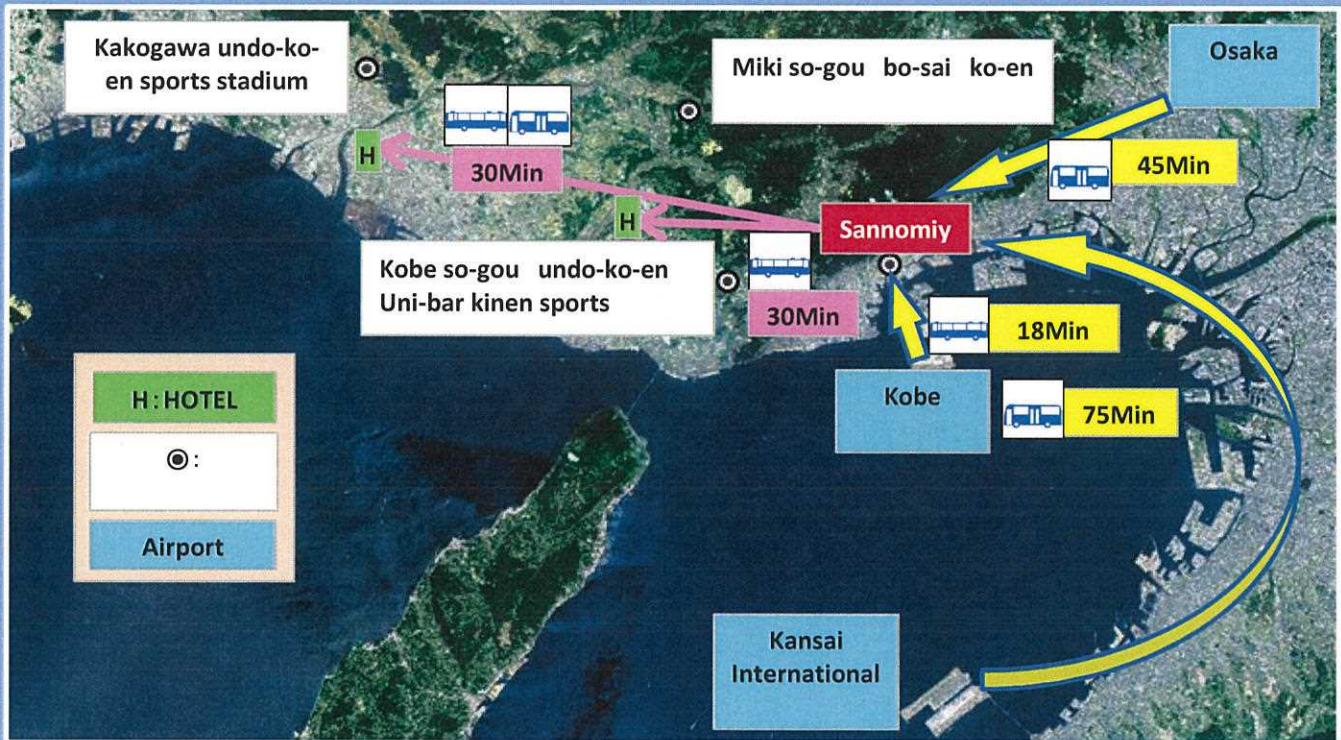 Kakogawa undo-ko-
en sports stadium
Miki so-gou bo-sai ko-en
Osaka
H
30Min
45Min
H
Sannomiy
Kobe so-gou undo-ko-en
Uni-bar kinen sports
30Min
18Min
H : HOTEL
Kobe
75Min
:
Airport
Kansai
International